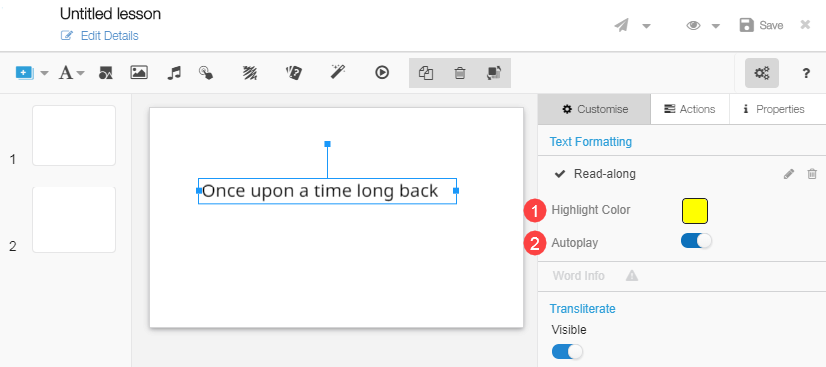 Untitled lesson
Edit Details
Save
A
?
Customise
Actions
i Properties
Text Formatting
1
Once upon a time long back
Read-along
1 Highlight Color
2 Autoplay
2
Word Info
Transliterate
Visible